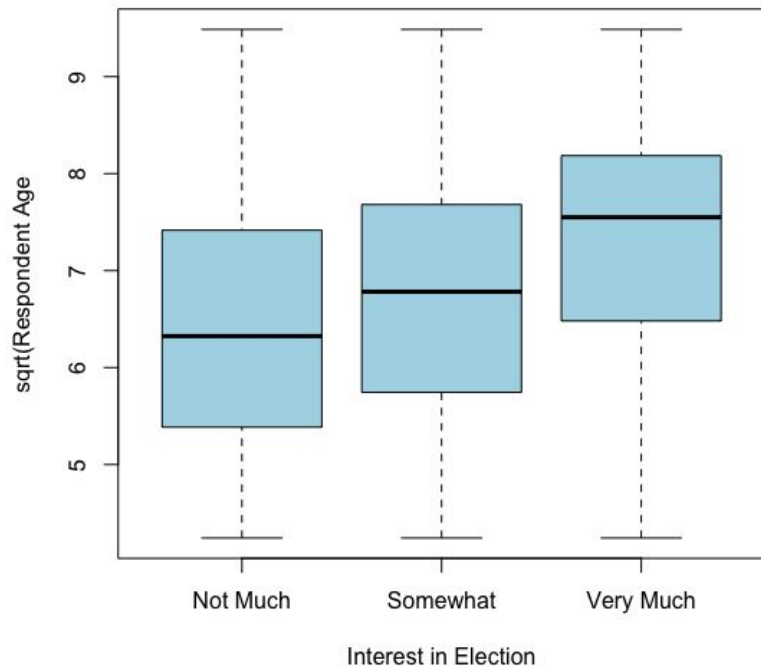 sqrt(Respondent Age
9
8
7
6
5
Not Much Somewhat Very Much
Interest in Election